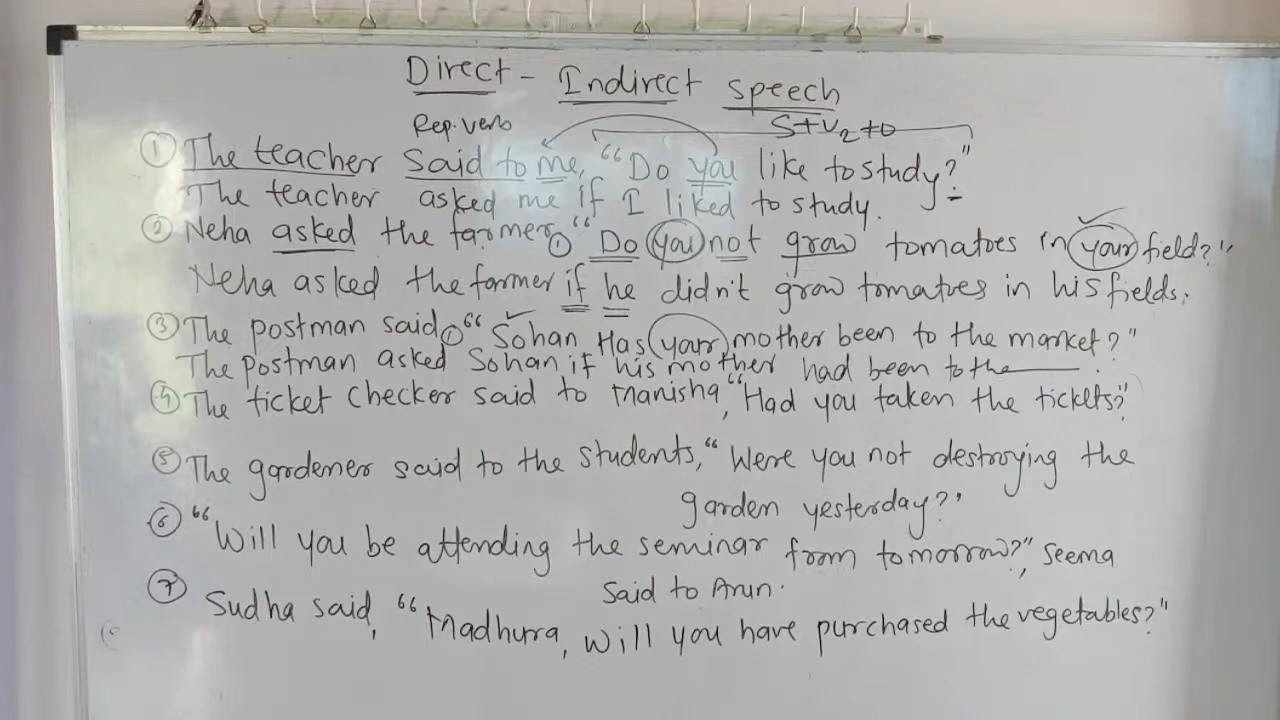 Direct - Indirect speech
Rep. verb
S+V2+O
① The teacher said to me, "Do you like to study?"
The teacher asked me if I liked to study.
② Neha asked the farmer, "Do you not grow tomatoes in your field?"
Neha asked the farmer if he didn't grow tomatoes in his fields.
③ The postman said, "Sohan Has your mother been to the market?"
The postman asked Sohan if his mother had been to the ———.
④ The ticket checker said to Manisha, "Had you taken the tickets?"
⑤ The gardener said to the students, "Were you not destroying the
garden yesterday?"
⑥ "Will you be attending the seminar from tomorrow?", Seema
said to Arun.
⑦ Sudha said, "Madhura, will you have purchased the vegetables?"